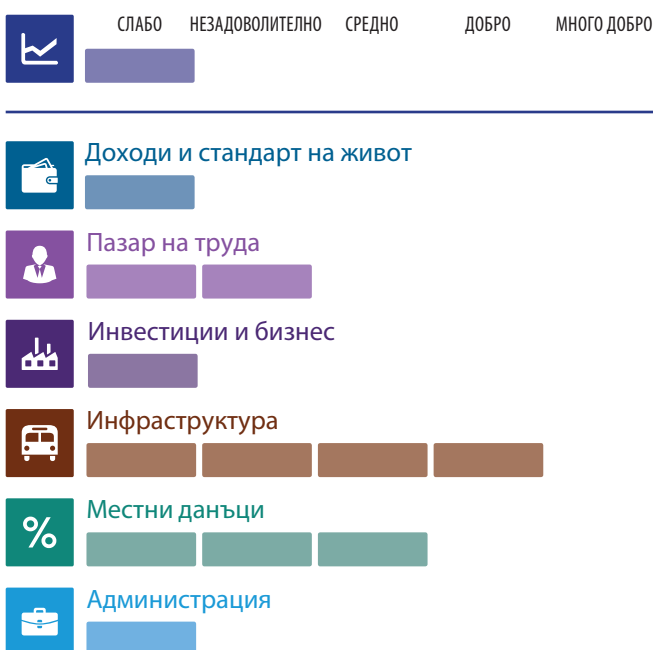 СЛАБО НЕЗАДОВОЛИТЕЛНО СРЕДНО ДОБРО МНОГО ДОБРО
Доходи и стандарт на живот
Пазар на труда
Инвестиции и бизнес
Инфраструктура
Местни данъци
%
Администрация